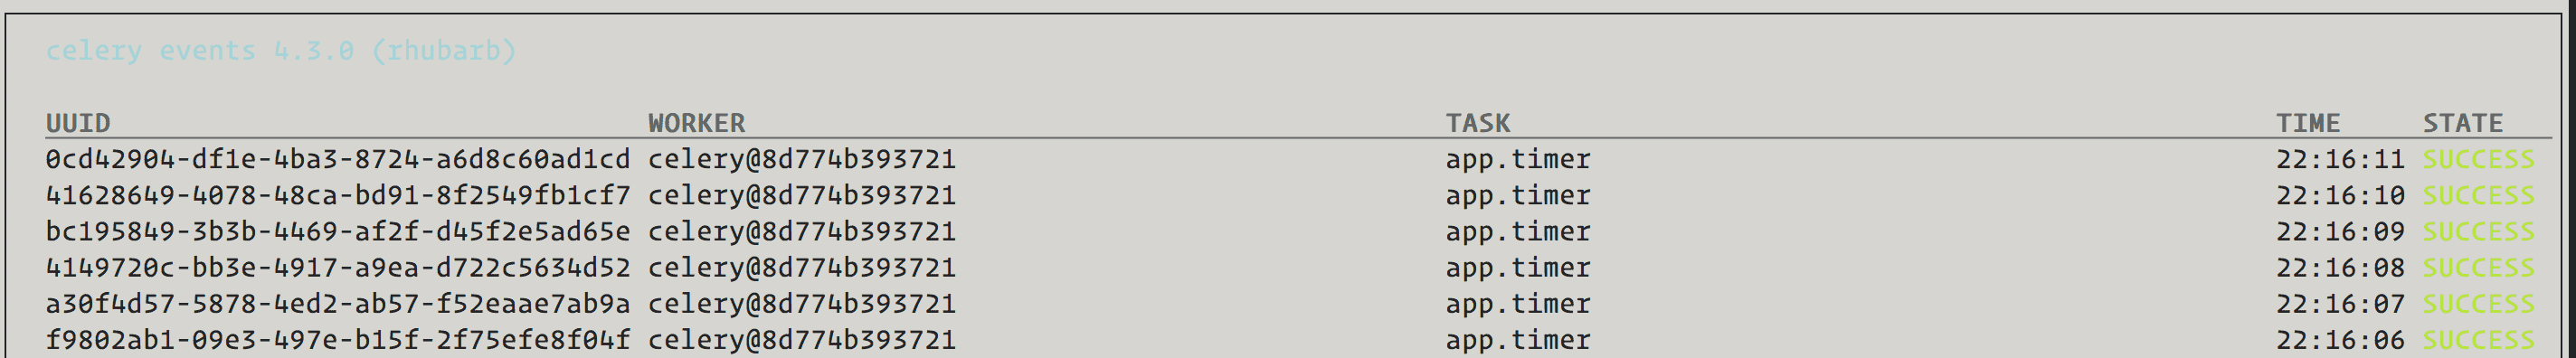 celery events 4.3.0 (rhubarb)
UUID WORKER TASK TIME STATE
0cd42904-df1e-4ba3-8724-a6d8c60ad1cd celery@8d774b393721 app.timer 22:16:11 SUCCESS
41628649-4078-48ca-bd91-8f2549fb1cf7 celery@8d774b393721 app.timer 22:16:10 SUCCESS
bc195849-3b3b-4469-af2f-d45f2e5ad65e celery@8d774b393721 app.timer 22:16:09 SUCCESS
4149720c-bb3e-4917-a9ea-d722c5634d52 celery@8d774b393721 app.timer 22:16:08 SUCCESS
a30f4d57-5878-4ed2-ab57-f52eaae7ab9a celery@8d774b393721 app.timer 22:16:07 SUCCESS
f9802ab1-09e3-497e-b15f-2f75efe8f04f celery@8d774b393721 app.timer 22:16:06 SUCCESS